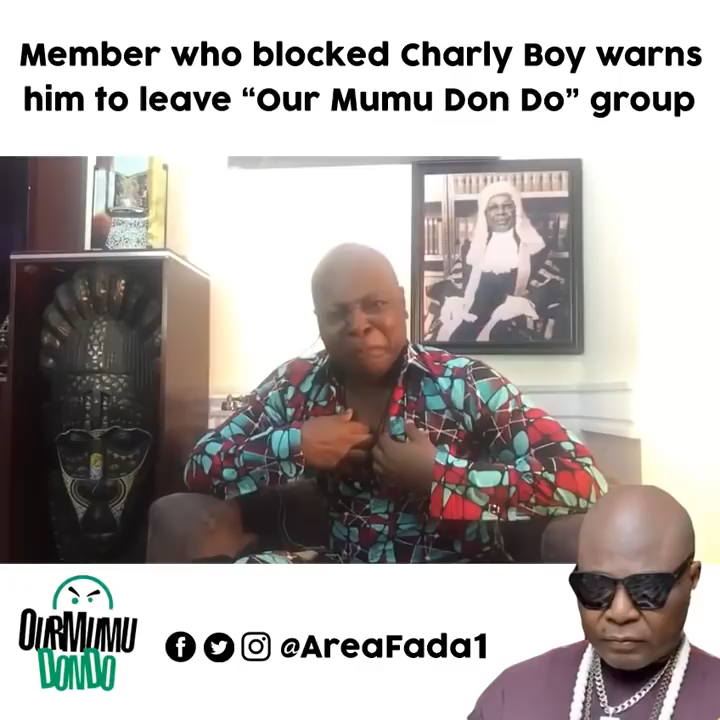 Member who blocked Charly Boy warns
him to leave “Our Mumu Don Do” group
OURMUMU
DONDO
@AreaFada1